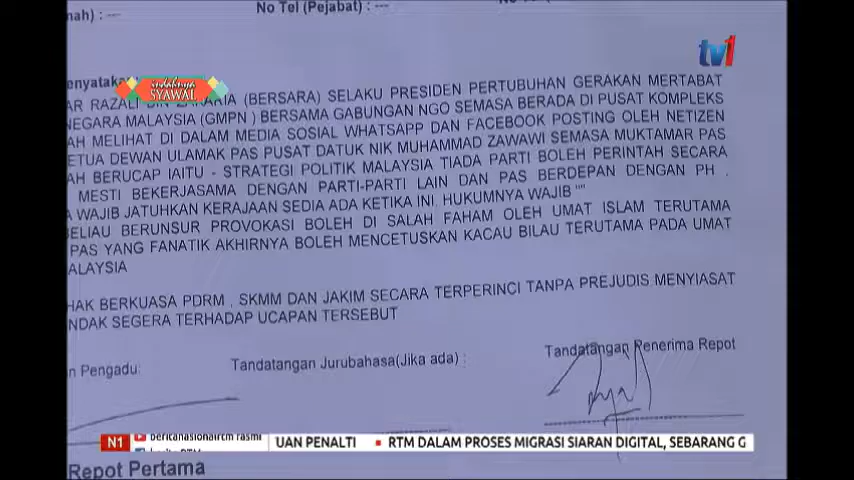 nah) : ---
No Tel (Pejabat) : ---
tv1
indahnya
SYAWAL
enyataka
AR RAZALI BIN ZAKARIA (BERSARA) SELAKU PRESIDEN PERTUBUHAN GERAKAN MERTABAT
NEGARA MALAYSIA (GMPN ) BERSAMA GABUNGAN NGO SEMASA BERADA DI PUSAT KOMPLEKS
AH MELIHAT DI DALAM MEDIA SOSIAL WHATSAPP DAN FACEBOOK POSTING OLEH NETIZEN
ETUA DEWAN ULAMAK PAS PUSAT DATUK NIK MUHAMMAD ZAWAWI SEMASA MUKTAMAR PAS
AH BERUCAP IAITU - STRATEGI POLITIK MALAYSIA TIADA PARTI BOLEH PERINTAH SECARA
MESTI BEKERJASAMA DENGAN PARTI-PARTI LAIN DAN PAS BERDEPAN DENGAN PH .
A WAJIB JATUHKAN KERAJAAN SEDIA ADA KETIKA INI, HUKUMNYA WAJIB ""
BELIAU BERUNSUR PROVOKASI BOLEH DI SALAH FAHAM OLEH UMAT ISLAM TERUTAMA
PAS YANG FANATIK AKHIRNYA BOLEH MENCETUSKAN KACAU BILAU TERUTAMA PADA UMAT
ALAYSIA
HAK BERKUASA PDRM , SKMM DAN JAKIM SECARA TERPERINCI TANPA PREJUDIS MENYIASAT
NDAK SEGERA TERHADAP UCAPAN TERSEBUT
n Pengadu:
Tandatangan Jurubahasa(Jika ada) :
Tandatangan Penerima Repot
N1
beritanasionalrtm rasmi
UAN PENALTI
RTM DALAM PROSES MIGRASI SIARAN DIGITAL, SEBARANG G
Repot Pertama